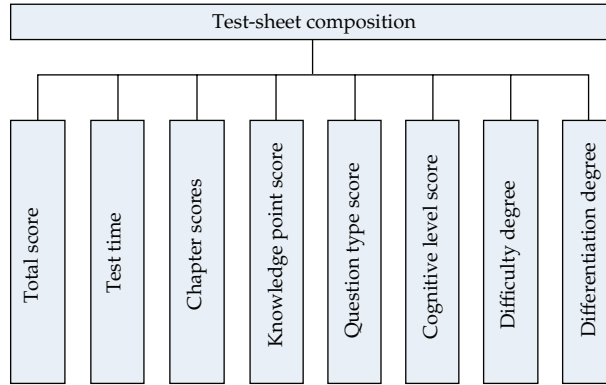 Test-sheet composition
Total score
Test time
Chapter scores
Knowledge point score
Question type score
Cognitive level score
Difficulty degree
Differentiation degree